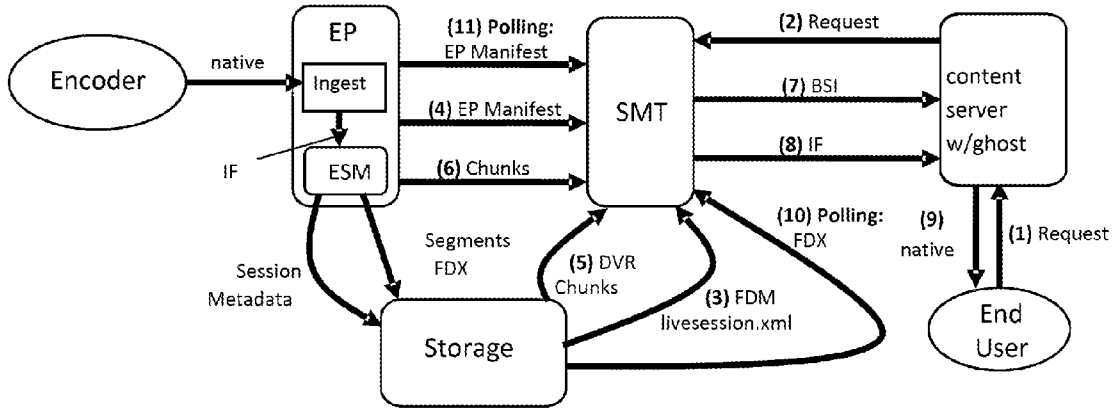 EP
(11) Polling:
EP Manifest
(2) Request
Encoder
native
Ingest
(4) EP Manifest
SMT
(7) BSI
content
server
w/ghost
(8) IF
IF
ESM
(6) Chunks
(10) Polling:
FDX
(9)
native
(1) Request
Segments
FDX
(5) DVR
Chunks
Session
Metadata
(3) FDM
livesession.xml
Storage
End
User